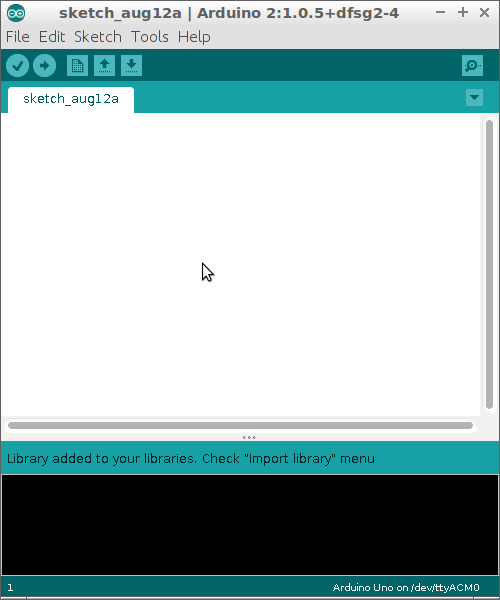 sketch_aug12a | Arduino 2:1.0.5+dfsg2-4
File Edit Sketch Tools Help
sketch_aug12a
Library added to your libraries. Check "Import library" menu
1 Arduino Uno on /dev/ttyACM0